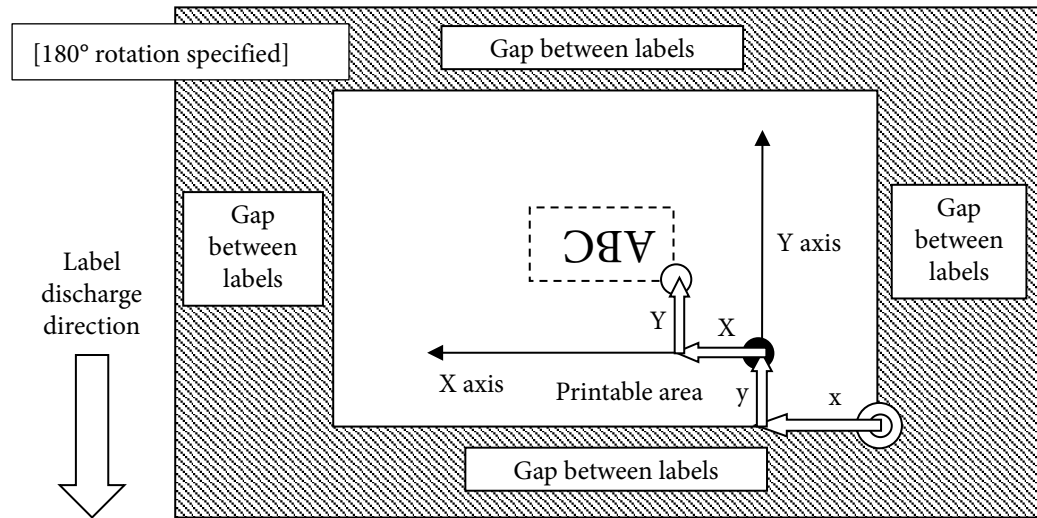 [180° rotation specified]
Gap between labels
Gap
between
labels
Gap
between
labels
Label
discharge
direction
ABC
Y axis
Y
X
X axis
Printable area
y
x
Gap between labels